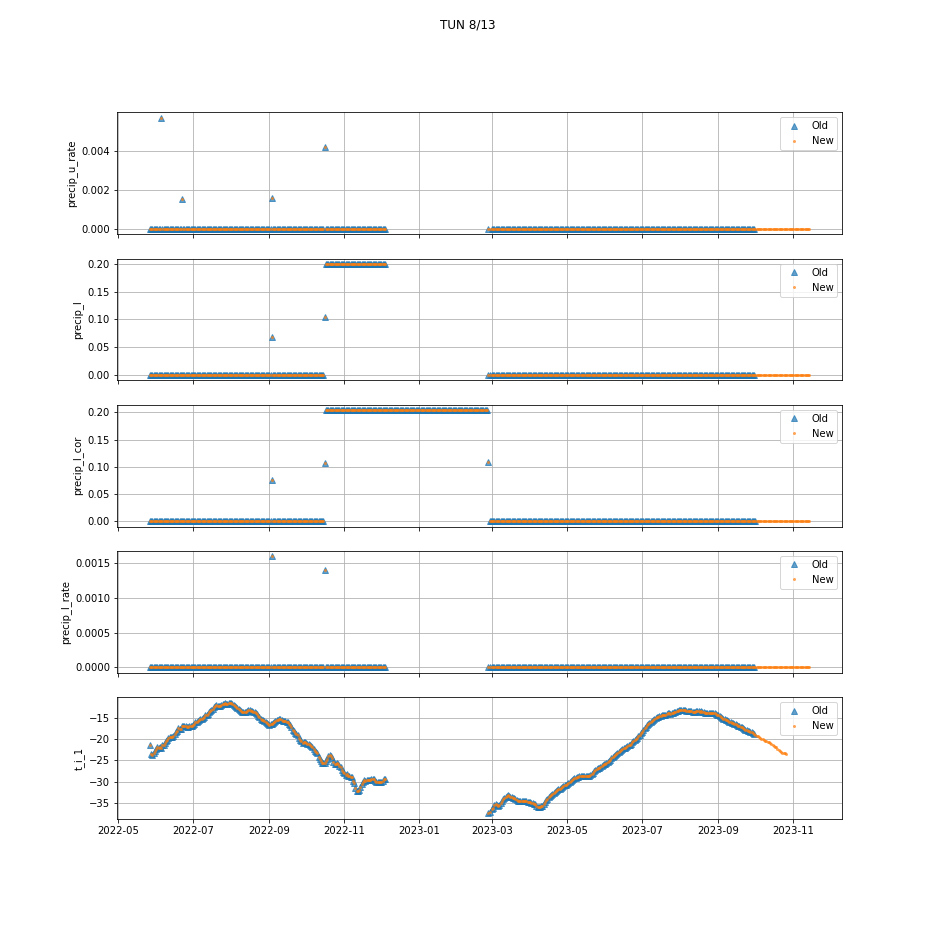 TUN 8/13
precip_u_rate
0.004
0.002
0.000
Old
New
precip_l
0.20
0.15
0.10
0.05
0.00
Old
New
precip_l_cor
0.20
0.15
0.10
0.05
0.00
Old
New
precip_l_rate
0.0015
0.0010
0.0005
0.0000
Old
New
t_i_1
−15
−20
−25
−30
−35
Old
New
2022-05 2022-07 2022-09 2022-11 2023-01 2023-03 2023-05 2023-07 2023-09 2023-11